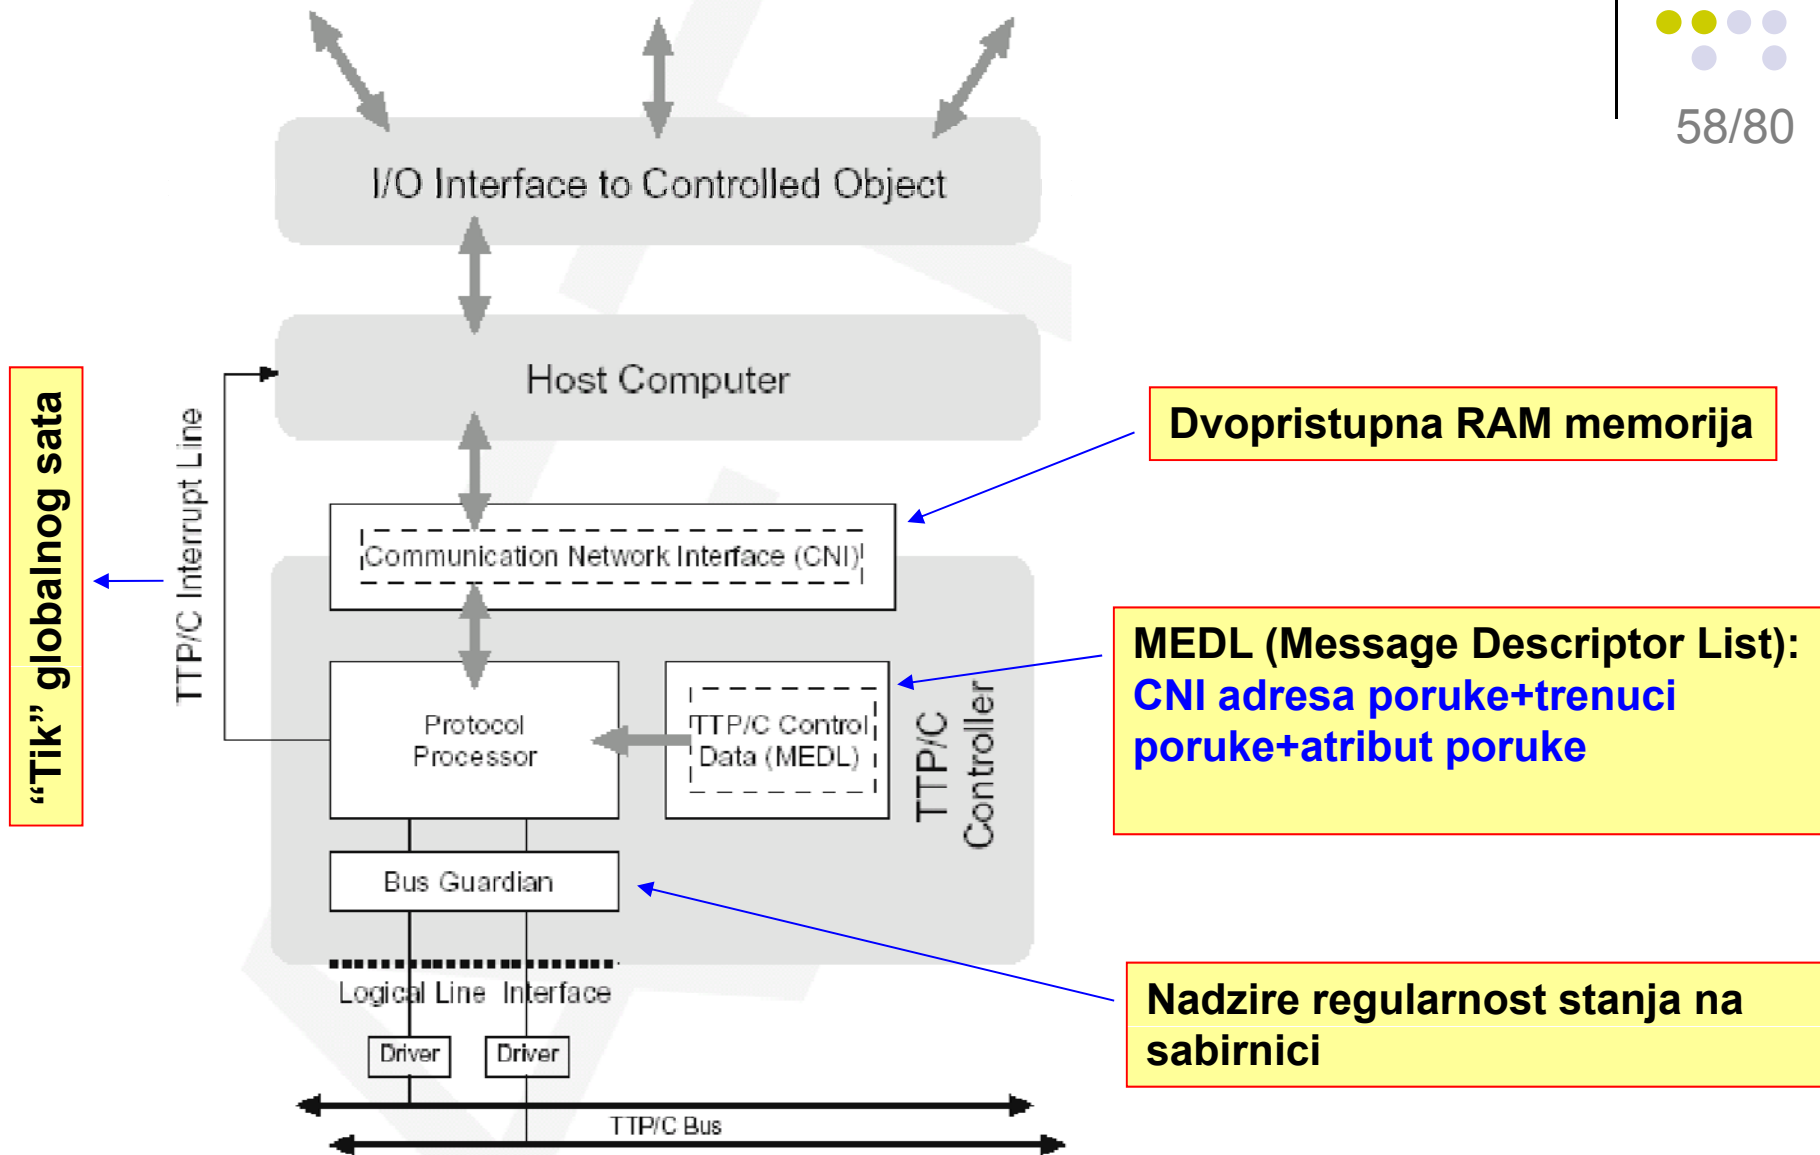 58/80
I/O Interface to Controlled Object
Host Computer
“Tik” globalnog sata
TTP/C Interrupt Line
Dvopristupna RAM memorija
Communication Network Interface (CNI)
MEDL (Message Descriptor List):
CNI adresa poruke+trenuci
poruke+atribut poruke
Protocol
Processor
TTP/C Control
Data (MEDL)
TTP/C
Controller
Bus Guardian
Logical Line Interface
Nadzire regularnost stanja na
sabirnici
Driver
Driver
TTP/C Bus